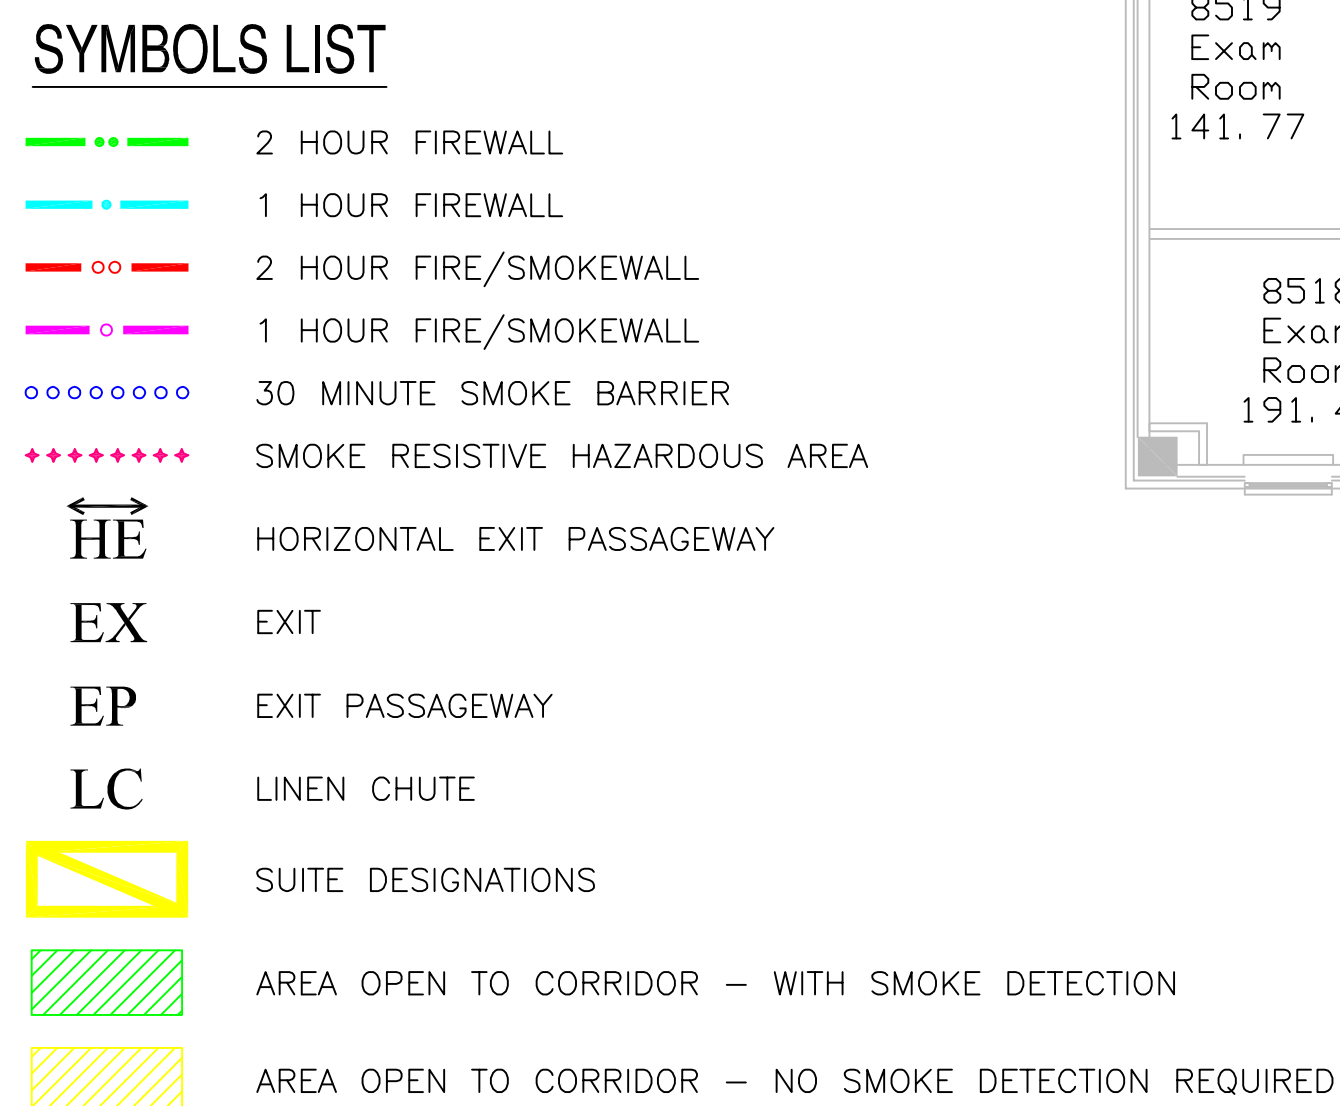 SYMBOLS LIST
2 HOUR FIREWALL
1 HOUR FIREWALL
2 HOUR FIRE/SMOKEWALL
1 HOUR FIRE/SMOKEWALL
30 MINUTE SMOKE BARRIER
SMOKE RESISTIVE HAZARDOUS AREA
HE HORIZONTAL EXIT PASSAGEWAY
EX EXIT
EP EXIT PASSAGEWAY
LC LINEN CHUTE
SUITE DESIGNATIONS
AREA OPEN TO CORRIDOR - WITH SMOKE DETECTION
AREA OPEN TO CORRIDOR - NO SMOKE DETECTION REQUIRED
8519
Exam
Room
141.77